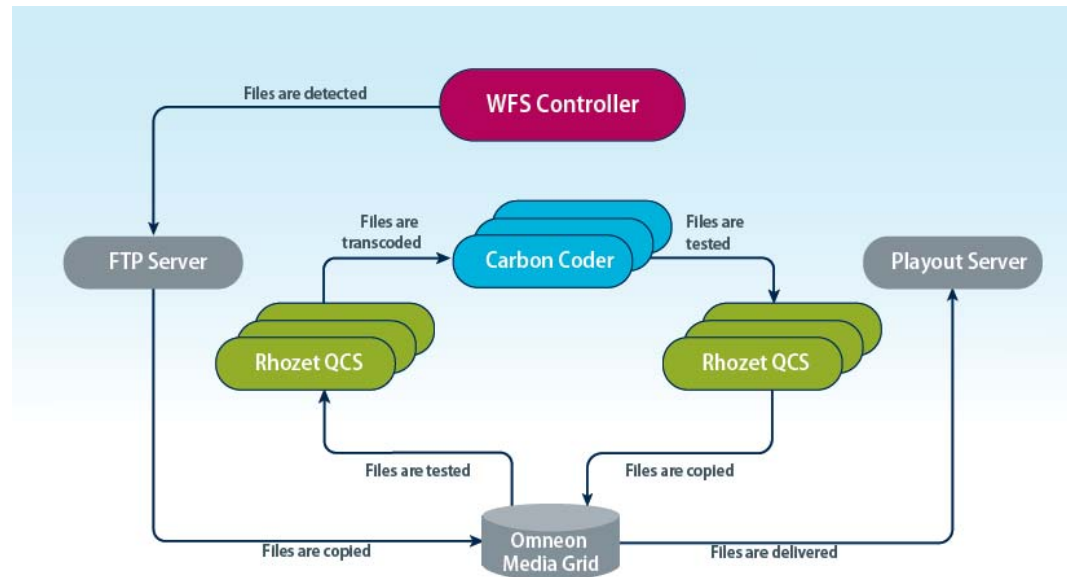 Files are detected
WFS Controller
Files are
transcoded
Files are
tested
FTP Server
Carbon Coder
Playout Server
Rhozet QCS
Rhozet QCS
Files are tested
Files are copied
Files are copied
Omneon
Media Grid
Files are delivered